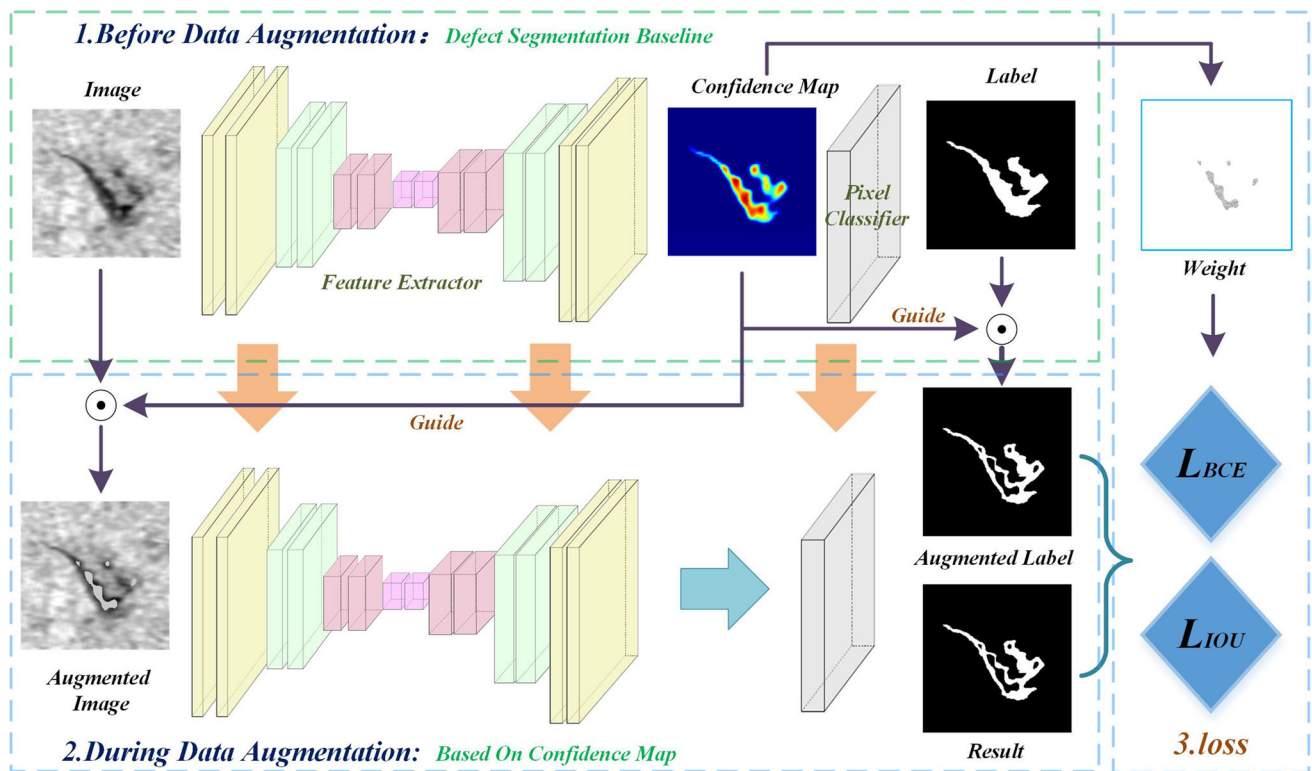 1.Before Data Augmentation: Defect Segmentation Baseline
Image
Confidence Map
Label
Pixel
Classifier
Feature Extractor
Weight
Guide
Guide
LBCE
Augmented Label
LIOU
Augmented
Image
Result
2.During Data Augmentation: Based On Confidence Map
3.loss